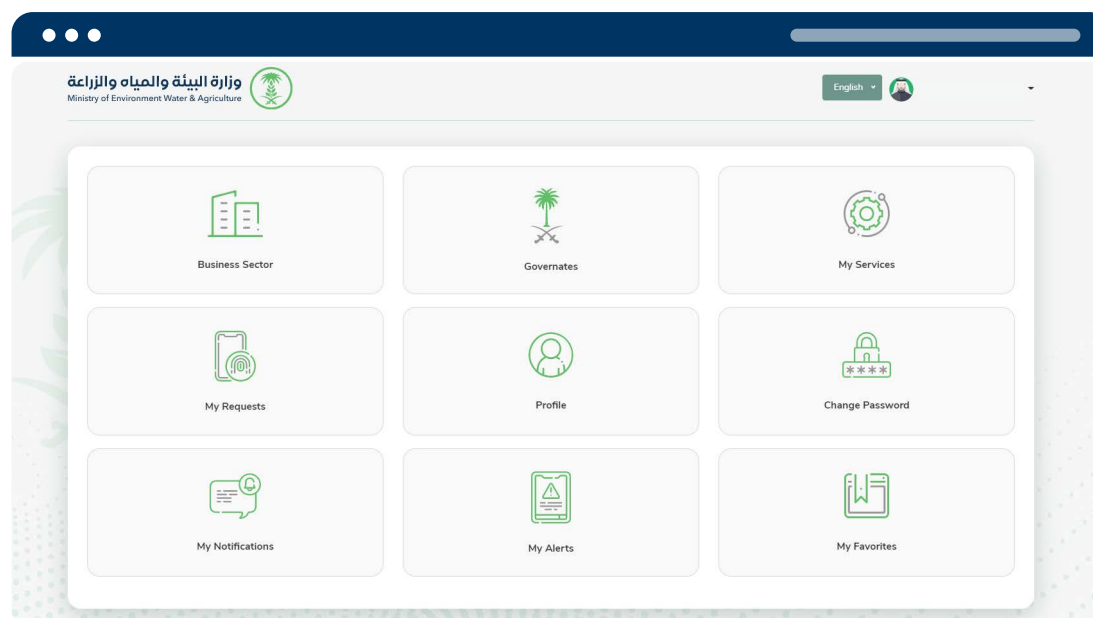 وزارة البيئة والمياه والزراعة
Ministry of Environment Water & Agriculture
English
Business Sector
Governates
My Services
My Requests
Profile
****
Change Password
My Notifications
My Alerts
My Favorites